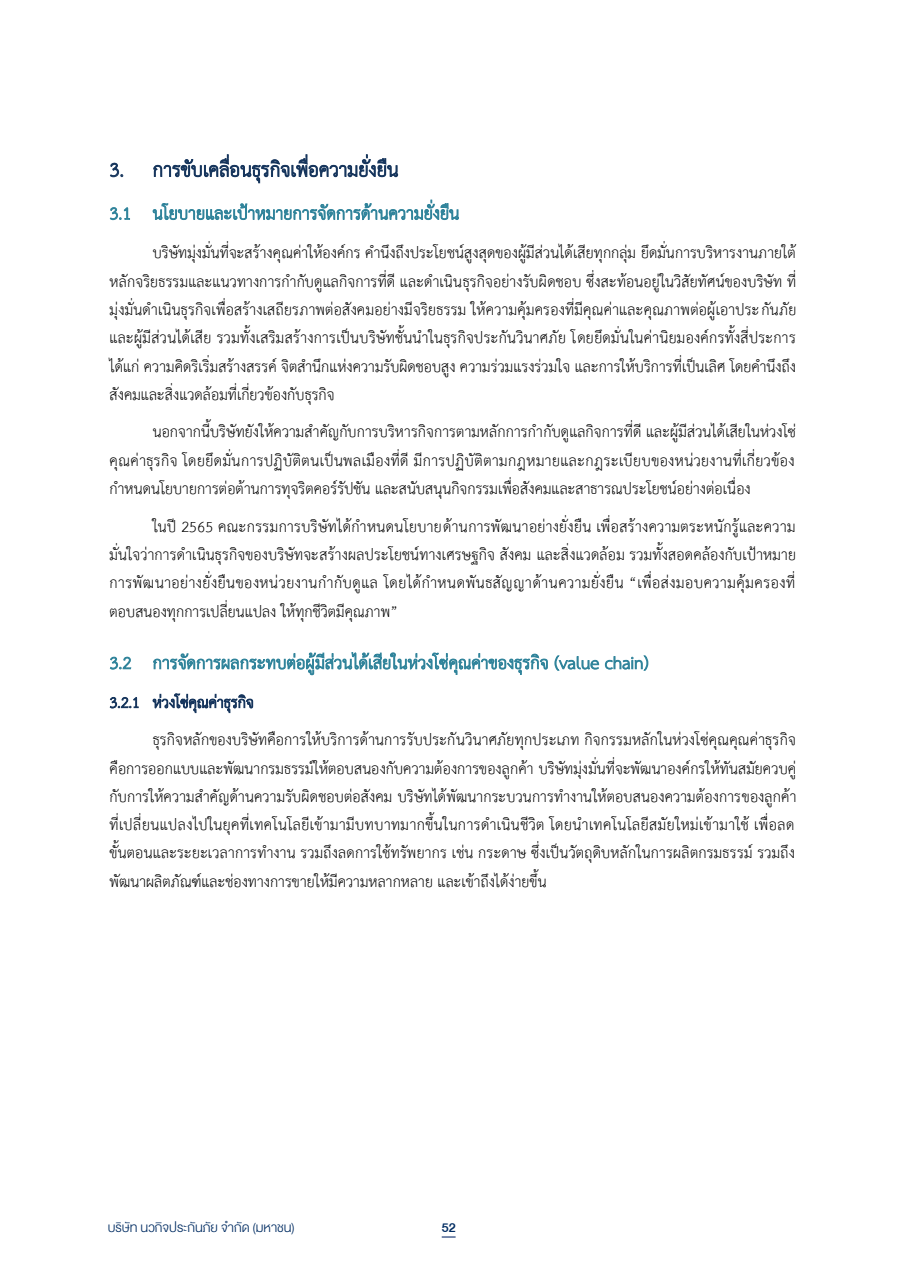 3. การขับเคลื่อนธุรกิจเพื่อความยั่งยืน
3.1 นโยบายและเป้าหมายการจัดการด้านความยั่งยืน
บริษัทมุ่งมั่นที่จะสร้างคุณค่าให้องค์กร คำนึงถึงประโยชน์สูงสุดของผู้มีส่วนได้เสียทุกกลุ่ม ยึดมั่นการบริหารงานภายใต้
หลักจริยธรรมและแนวทางการกำกับดูแลกิจการที่ดี และดำเนินธุรกิจอย่างรับผิดชอบ ซึ่งสะท้อนอยู่ในวิสัยทัศน์ของบริษัท ที่
มุ่งมั่นดำเนินธุรกิจเพื่อสร้างเสถียรภาพต่อสังคมอย่างมีจริยธรรม ให้ความคุ้มครองที่มีคุณค่าและคุณภาพต่อผู้เอาประกันภัย
และผู้มีส่วนได้เสีย รวมทั้งเสริมสร้างการเป็นบริษัทชั้นนำในธุรกิจประกันวินาศภัย โดยยึดมั่นในค่านิยมองค์กรทั้งสี่ประการ
ได้แก่ ความคิดริเริ่มสร้างสรรค์ จิตสำนึกแห่งความรับผิดชอบสูง ความร่วมแรงร่วมใจ และการให้บริการที่เป็นเลิศ โดยคำนึงถึง
สังคมและสิ่งแวดล้อมที่เกี่ยวข้องกับธุรกิจ
นอกจากนี้บริษัทยังให้ความสำคัญกับการบริหารกิจการตามหลักการกำกับดูแลกิจการที่ดี และผู้มีส่วนได้เสียในห่วงโซ่
คุณค่าธุรกิจ โดยยึดมั่นการปฏิบัติตนเป็นพลเมืองที่ดี มีการปฏิบัติตามกฎหมายและกฎระเบียบของหน่วยงานที่เกี่ยวข้อง
กำหนดนโยบายการต่อต้านการทุจริตคอร์รัปชัน และสนับสนุนกิจกรรมเพื่อสังคมและสาธารณประโยชน์อย่างต่อเนื่อง
ในปี 2565 คณะกรรมการบริษัทได้กำหนดนโยบายด้านการพัฒนาอย่างยั่งยืน เพื่อสร้างความตระหนักรู้และความ
มั่นใจว่าการดำเนินธุรกิจของบริษัทจะสร้างผลประโยชน์ทางเศรษฐกิจ สังคม และสิ่งแวดล้อม รวมทั้งสอดคล้องกับเป้าหมาย
การพัฒนาอย่างยั่งยืนของหน่วยงานกำกับดูแล โดยได้กำหนดพันธสัญญาด้านความยั่งยืน “เพื่อส่งมอบความคุ้มครองที่
ตอบสนองทุกการเปลี่ยนแปลง ให้ทุกชีวิตมีคุณภาพ”
3.2 การจัดการผลกระทบต่อผู้มีส่วนได้เสียในห่วงโซ่คุณค่าของธุรกิจ (value chain)
3.2.1 ห่วงโซ่คุณค่าธุรกิจ
ธุรกิจหลักของบริษัทคือการให้บริการด้านการรับประกันวินาศภัยทุกประเภท กิจกรรมหลักในห่วงโซ่คุณคุณค่าธุรกิจ
คือการออกแบบและพัฒนากรมธรรม์ให้ตอบสนองกับความต้องการของลูกค้า บริษัทมุ่งมั่นที่จะพัฒนาองค์กรให้ทันสมัยควบคู่
กับการให้ความสำคัญด้านความรับผิดชอบต่อสังคม บริษัทได้พัฒนากระบวนการทำงานให้ตอบสนองความต้องการของลูกค้า
ที่เปลี่ยนแปลงไปในยุคที่เทคโนโลยีเข้ามามีบทบาทมากขึ้นในการดำเนินชีวิต โดยนำเทคโนโลยีสมัยใหม่เข้ามาใช้ เพื่อลด
ขั้นตอนและระยะเวลาการทำงาน รวมถึงลดการใช้ทรัพยากร เช่น กระดาษ ซึ่งเป็นวัตถุดิบหลักในการผลิตกรมธรรม์ รวมถึง
พัฒนาผลิตภัณฑ์และช่องทางการขายให้มีความหลากหลาย และเข้าถึงได้ง่ายขึ้น
บริษัท นวกิจประกันภัย จำกัด (มหาชน) 52